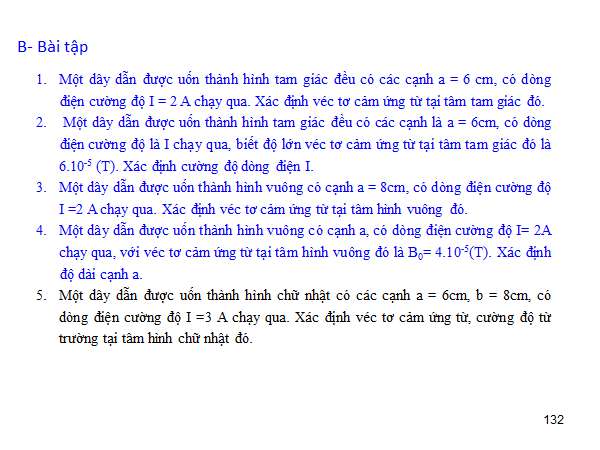 B- Bài tập
1. Một dây dẫn được uốn thành hình tam giác đều có các cạnh a = 6 cm, có dòng
điện cường độ I = 2 A chạy qua. Xác định véc tơ cảm ứng từ tại tâm tam giác đó.
2. Một dây dẫn được uốn thành hình tam giác đều có các cạnh là a = 6cm, có dòng
điện cường độ là I chạy qua, biết độ lớn véc tơ cảm ứng từ tại tâm tam giác đó là
6.10⁻⁵ (T). Xác định cường độ dòng điện I.
3. Một dây dẫn được uốn thành hình vuông có cạnh a = 8cm, có dòng điện cường độ
I =2 A chạy qua. Xác định véc tơ cảm ứng từ tại tâm hình vuông đó.
4. Một dây dẫn được uốn thành hình vuông có cạnh a, có dòng điện cường độ I= 2A
chạy qua, với véc tơ cảm ứng từ tại tâm hình vuông đó là B₀= 4.10⁻⁵(T). Xác định
độ dài cạnh a.
5. Một dây dẫn được uốn thành hình chữ nhật có các cạnh a = 6cm, b = 8cm, có
dòng điện cường độ I =3 A chạy qua. Xác định véc tơ cảm ứng từ, cường độ từ
trường tại tâm hình chữ nhật đó.
132